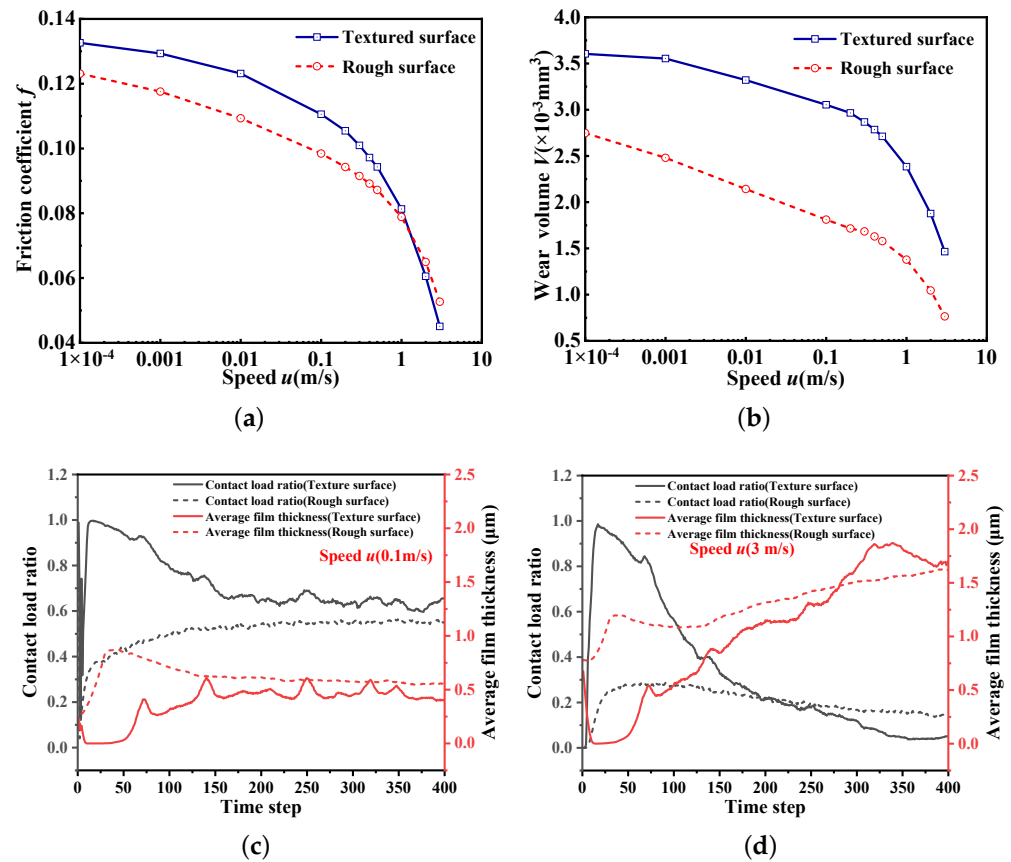 0.14
0.12
0.10
0.08
0.06
0.04
Friction coefficient f
Textured surface
Rough surface
1×10⁻⁴ 0.001 0.01 0.1 1 10
Speed u(m/s)
(a)
4.0
3.5
3.0
2.5
2.0
1.5
1.0
0.5
Wear volume V(×10⁻³mm³)
Textured surface
Rough surface
1×10⁻⁴ 0.001 0.01 0.1 1 10
Speed u(m/s)
(b)
1.2
1.0
0.8
0.6
0.4
0.2
0.0
Contact load ratio
Contact load ratio(Texture surface)
Contact load ratio(Rough surface)
Average film thickness(Texture surface)
Average film thickness(Rough surface)
Speed u(0.1m/s)
2.5
2.0
1.5
1.0
0.5
0.0
Average film thickness (μm)
0 50 100 150 200 250 300 350 400
Time step
(c)
1.2
1.0
0.8
0.6
0.4
0.2
0.0
Contact load ratio
Contact load ratio(Texture surface)
Contact load ratio(Rough surface)
Average film thickness(Texture surface)
Average film thickness(Rough surface)
Speed u(3 m/s)
2.5
2.0
1.5
1.0
0.5
0.0
Average film thickness (μm)
0 50 100 150 200 250 300 350 400
Time step
(d)